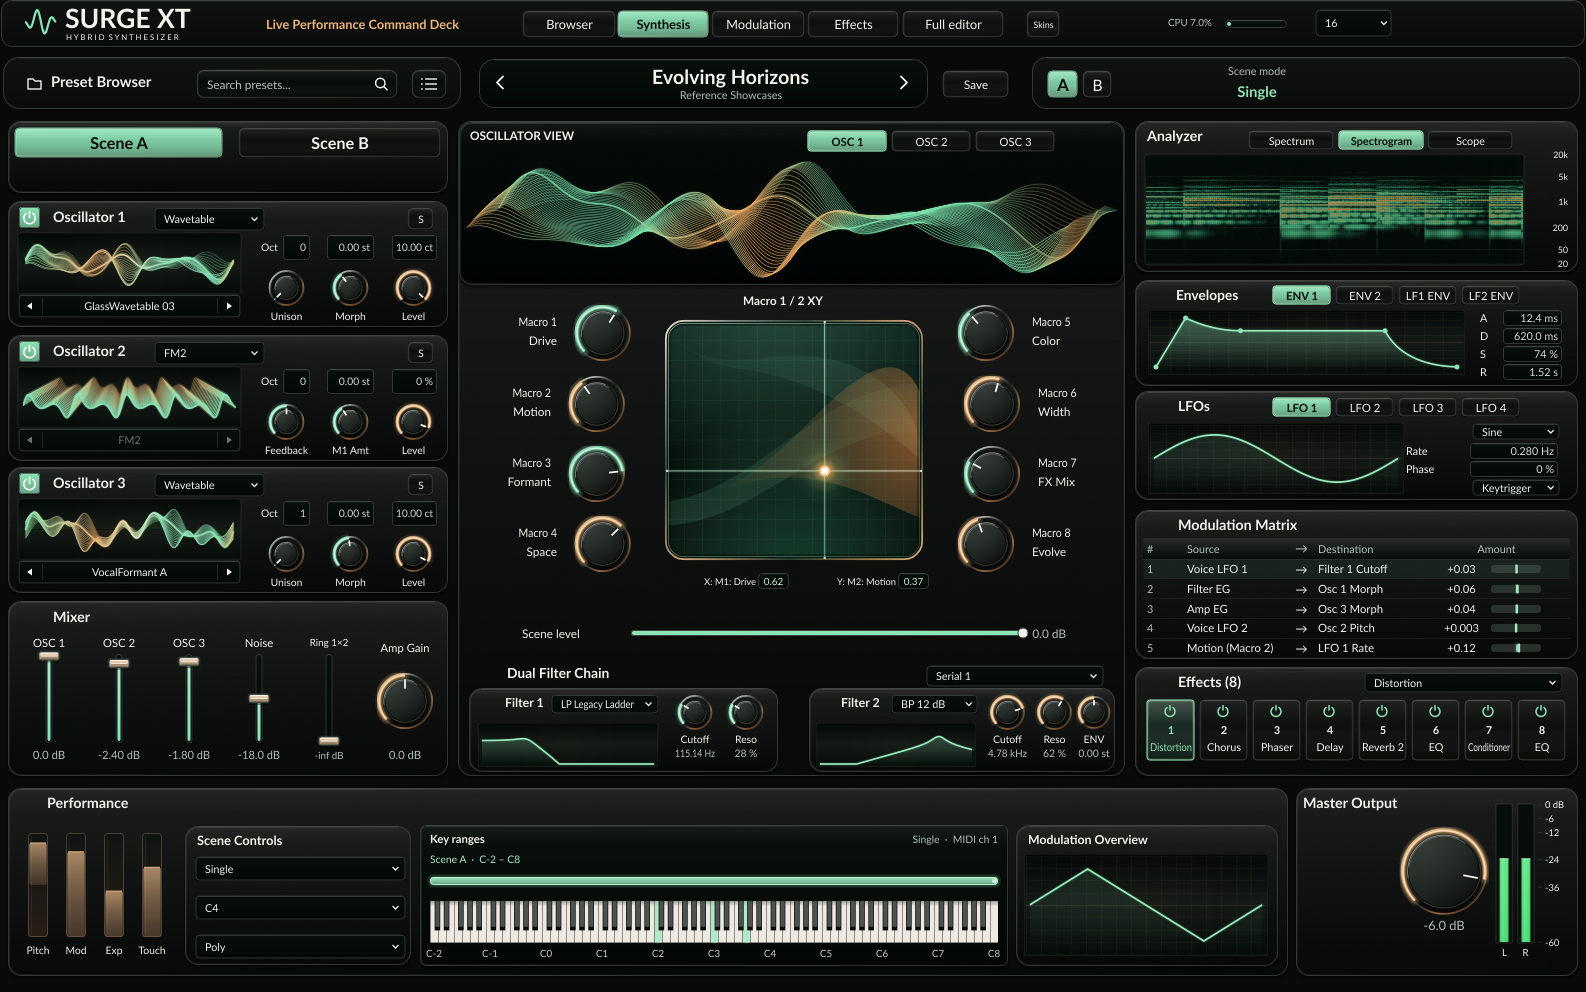 SURGE XT
HYBRID SYNTHESIZER
Live Performance Command Deck
Browser
Synthesis
Modulation
Effects
Full editor
Skins
CPU 7.0%
16
Preset Browser
Search presets...
Evolving Horizons
Reference Showcases
Save
A
B
Scene mode
Single
Scene A
Scene B
Oscillator 1
Wavetable
S
Oct
0
0.00 st
10.00 ct
GlassWavetable 03
Unison
Morph
Level
Oscillator 2
FM2
S
Oct
0
0.00 st
0 %
FM2
Feedback
M1 Amt
Level
Oscillator 3
Wavetable
S
Oct
1
0.00 st
10.00 ct
VocalFormant A
Unison
Morph
Level
Mixer
OSC 1
OSC 2
OSC 3
Noise
Ring 1×2
Amp Gain
0.0 dB
-2.40 dB
-1.80 dB
-18.0 dB
-inf dB
0.0 dB
OSCILLATOR VIEW
OSC 1
OSC 2
OSC 3
Macro 1 / 2 XY
Macro 1
Drive
Macro 2
Motion
Macro 3
Formant
Macro 4
Space
Macro 5
Color
Macro 6
Width
Macro 7
FX Mix
Macro 8
Evolve
X: M1: Drive 0.62
Y: M2: Motion 0.37
Scene level
0.0 dB
Dual Filter Chain
Serial 1
Filter 1
LP Legacy Ladder
Cutoff
115.14 Hz
Reso
28 %
Filter 2
BP 12 dB
Cutoff
4.78 kHz
Reso
62 %
ENV
0.00 st
Analyzer
Spectrum
Spectrogram
Scope
20k
5k
1k
200
50
20
Envelopes
ENV 1
ENV 2
LF1 ENV
LF2 ENV
A 12.4 ms
D 620.0 ms
S 74 %
R 1.52 s
LFOs
LFO 1
LFO 2
LFO 3
LFO 4
Sine
Rate 0.280 Hz
Phase 0 %
Keytrigger
Modulation Matrix
# Source → Destination Amount
1 Voice LFO 1 → Filter 1 Cutoff +0.03
2 Filter EG → Osc 1 Morph +0.06
3 Amp EG → Osc 3 Morph +0.04
4 Voice LFO 2 → Osc 2 Pitch +0.003
5 Motion (Macro 2) → LFO 1 Rate +0.12
Effects (8)
Distortion
1
Distortion
2
Chorus
3
Phaser
4
Delay
5
Reverb 2
6
EQ
7
Conditioner
8
EQ
Performance
Pitch
Mod
Exp
Touch
Scene Controls
Single
C4
Poly
Key ranges
Single · MIDI ch 1
Scene A · C-2 – C8
C-2
C-1
C0
C1
C2
C3
C4
C5
C6
C7
C8
Modulation Overview
Master Output
-6.0 dB
0 dB
-6
-12
-24
-36
-60
L
R